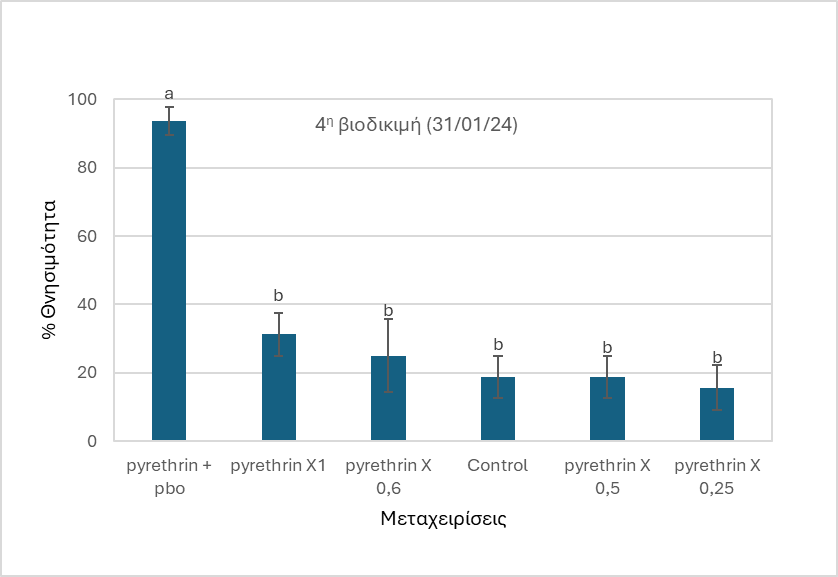 a
100
4η βιοδικιμή (31/01/24)
80
% Θνησιμότητα
60
b
40
b
b
b
b
20
0
pyrethrin + pbo
pyrethrin X1
pyrethrin X 0,6
Control
pyrethrin X 0,5
pyrethrin X 0,25
Μεταχειρίσεις